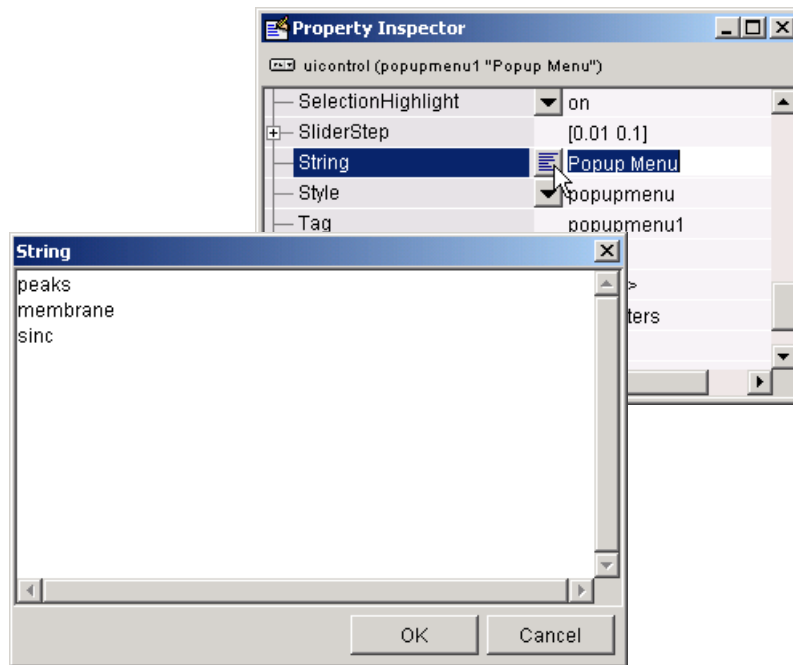 Property Inspector
uicontrol (popupmenu1 "Popup Menu")
SelectionHighlight on
SliderStep [0.01 0.1]
String Popup Menu
Style popupmenu
Tag popupmenu1
String
peaks
membrane
sinc
OK Cancel